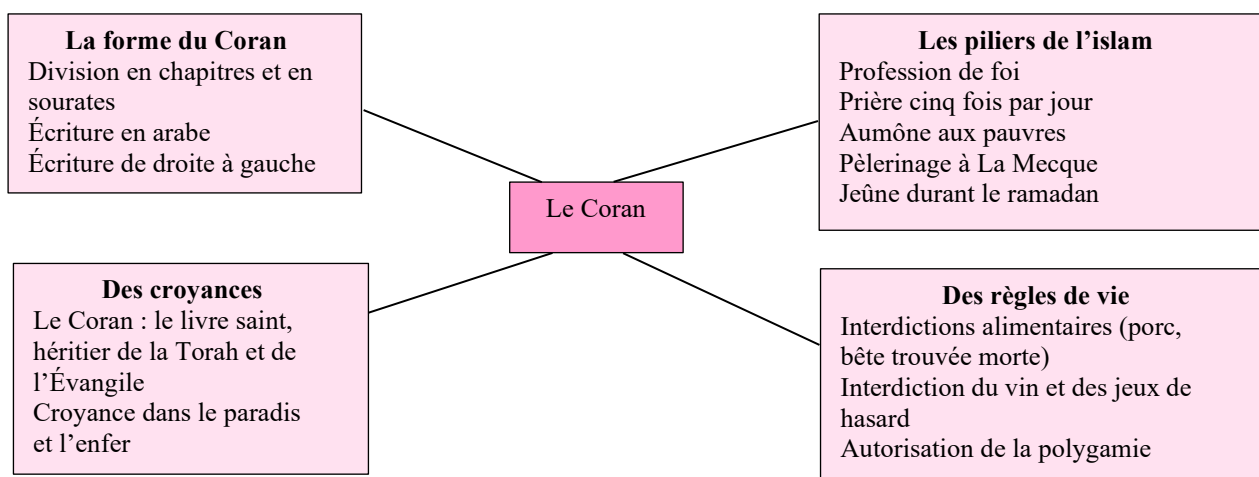 La forme du Coran
Division en chapitres et en
sourates
Écriture en arabe
Écriture de droite à gauche
Les piliers de l’islam
Profession de foi
Prière cinq fois par jour
Aumône aux pauvres
Pèlerinage à La Mecque
Jeûne durant le ramadan
Le Coran
Des croyances
Le Coran : le livre saint,
héritier de la Torah et de
l’Évangile
Croyance dans le paradis
et l’enfer
Des règles de vie
Interdictions alimentaires (porc,
bête trouvée morte)
Interdiction du vin et des jeux de
hasard
Autorisation de la polygamie